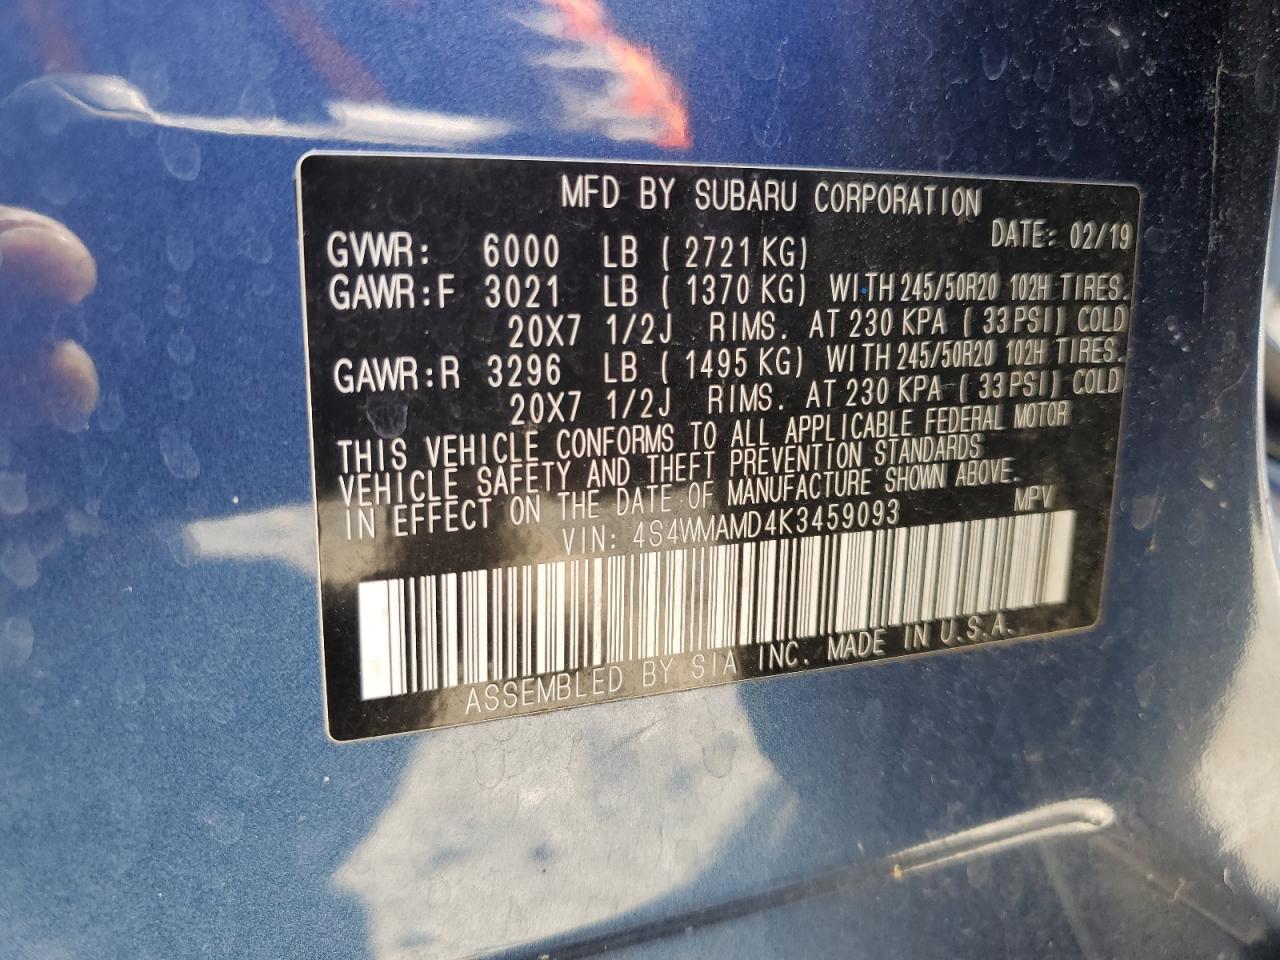 MFD BY SUBARU CORPORATION
DATE: 02/19
GVWR: 6000 LB ( 2721 KG)
GAWR:F 3021 LB ( 1370 KG) WITH 245/50R20 102H TIRES.
20X7 1/2J RIMS. AT 230 KPA ( 33 PSI) COLD
GAWR:R 3296 LB ( 1495 KG) WITH 245/50R20 102H TIRES.
20X7 1/2J RIMS. AT 230 KPA ( 33 PSI) COLD
THIS VEHICLE CONFORMS TO ALL APPLICABLE FEDERAL MOTOR
VEHICLE SAFETY AND THEFT PREVENTION STANDARDS
IN EFFECT ON THE DATE OF MANUFACTURE SHOWN ABOVE.
VIN: 4S4WMAMD4K3459093 MPV
ASSEMBLED BY SIA INC. MADE IN U.S.A.